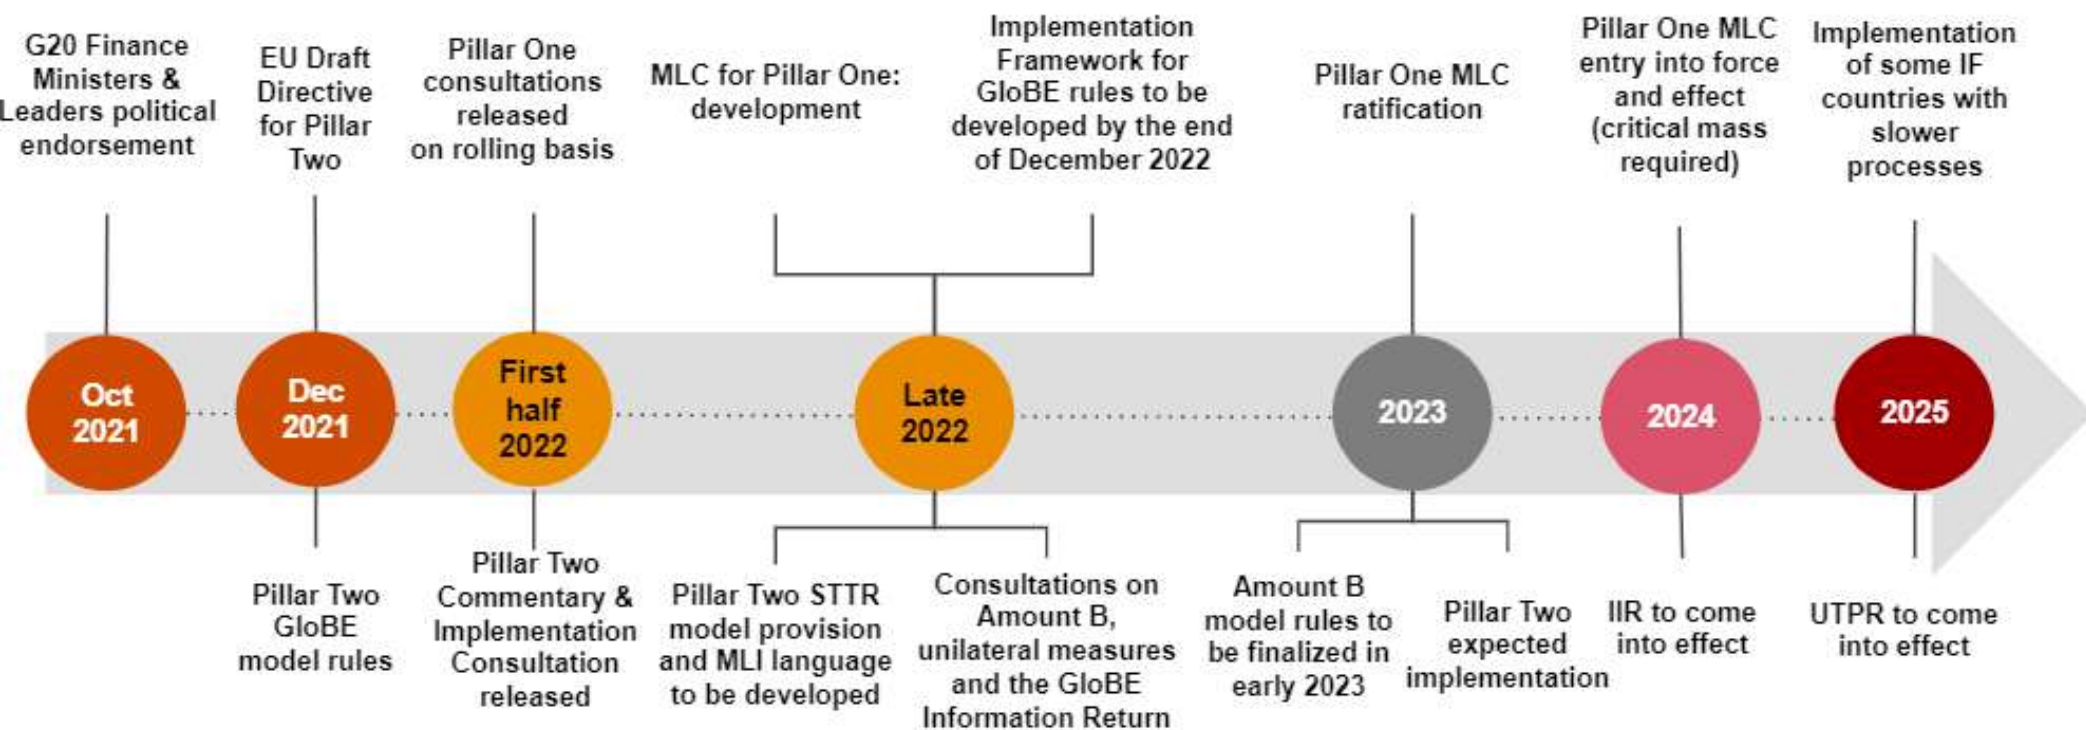 G20 Finance
Ministers &
Leaders political
endorsement
EU Draft
Directive
for Pillar
Two
Pillar One
consultations
released
on rolling basis
MLC for Pillar One:
development
Implementation
Framework for
GloBE rules to be
developed by the end
of December 2022
Pillar One MLC
ratification
Pillar One MLC
entry into force
and effect
(critical mass
required)
Implementation
of some IF
countries with
slower
processes
Oct
2021
Dec
2021
First
half
2022
Late
2022
2023
2024
2025
Pillar Two
GloBE
model rules
Pillar Two
Commentary &
Implementation
Consultation
released
Pillar Two STTR
model provision
and MLI language
to be developed
Consultations on
Amount B,
unilateral measures
and the GloBE
Information Return
Amount B
model rules to
be finalized in
early 2023
Pillar Two
expected
implementation
IIR to come
into effect
UTPR to come
into effect